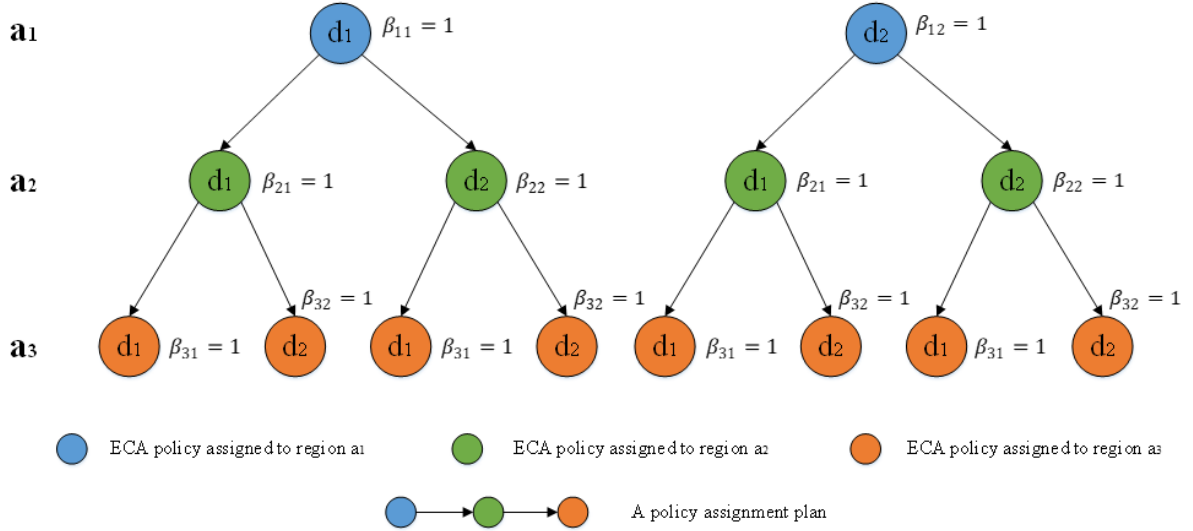 a₁ d₁ β₁₁ = 1 d₂ β₁₂ = 1
a₂ d₁ β₂₁ = 1 d₂ β₂₂ = 1 d₁ β₂₁ = 1 d₂ β₂₂ = 1
β₃₂ = 1 β₃₂ = 1 β₃₂ = 1 β₃₂ = 1
a₃ d₁ β₃₁ = 1 d₂ d₁ β₃₁ = 1 d₂ d₁ β₃₁ = 1 d₂ d₁ β₃₁ = 1 d₂
ECA policy assigned to region a₁ ECA policy assigned to region a₂ ECA policy assigned to region a₃
A policy assignment plan